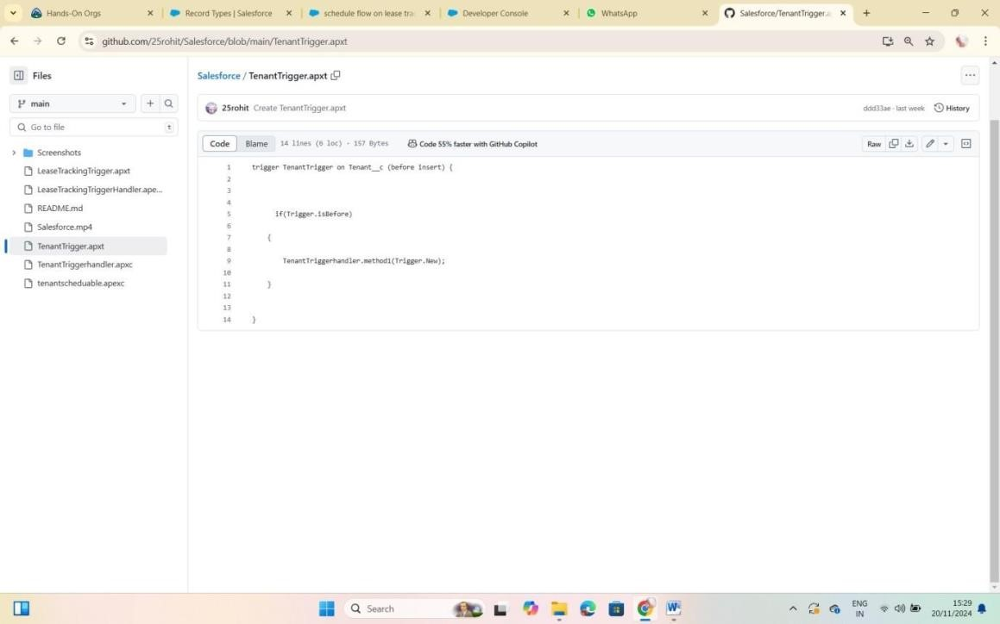 Hands-On Orgs
Record Types | Salesforce
schedule flow on lease tra
Developer Console
WhatsApp
Salesforce/TenantTrigger.a
github.com/25rohit/Salesforce/blob/main/TenantTrigger.apxt
Files
main
Go to file
t
Screenshots
LeaseTrackingTrigger.apxt
LeaseTrackingTriggerHandler.ape...
README.md
Salesforce.mp4
TenantTrigger.apxt
TenantTriggerhandler.apxc
tenantscheduable.apexc
Salesforce / TenantTrigger.apxt
25rohit Create TenantTrigger.apxt
ddd33ae · last week History
Code Blame 14 lines (6 loc) · 157 Bytes Code 55% faster with GitHub Copilot
Raw
1 trigger TenantTrigger on Tenant__c (before insert) {
2
3
4
5 if(Trigger.isBefore)
6
7 {
8
9 TenantTriggerhandler.method1(Trigger.New);
10
11 }
12
13
14 }
Search
ENG
IN
15:29
20/11/2024